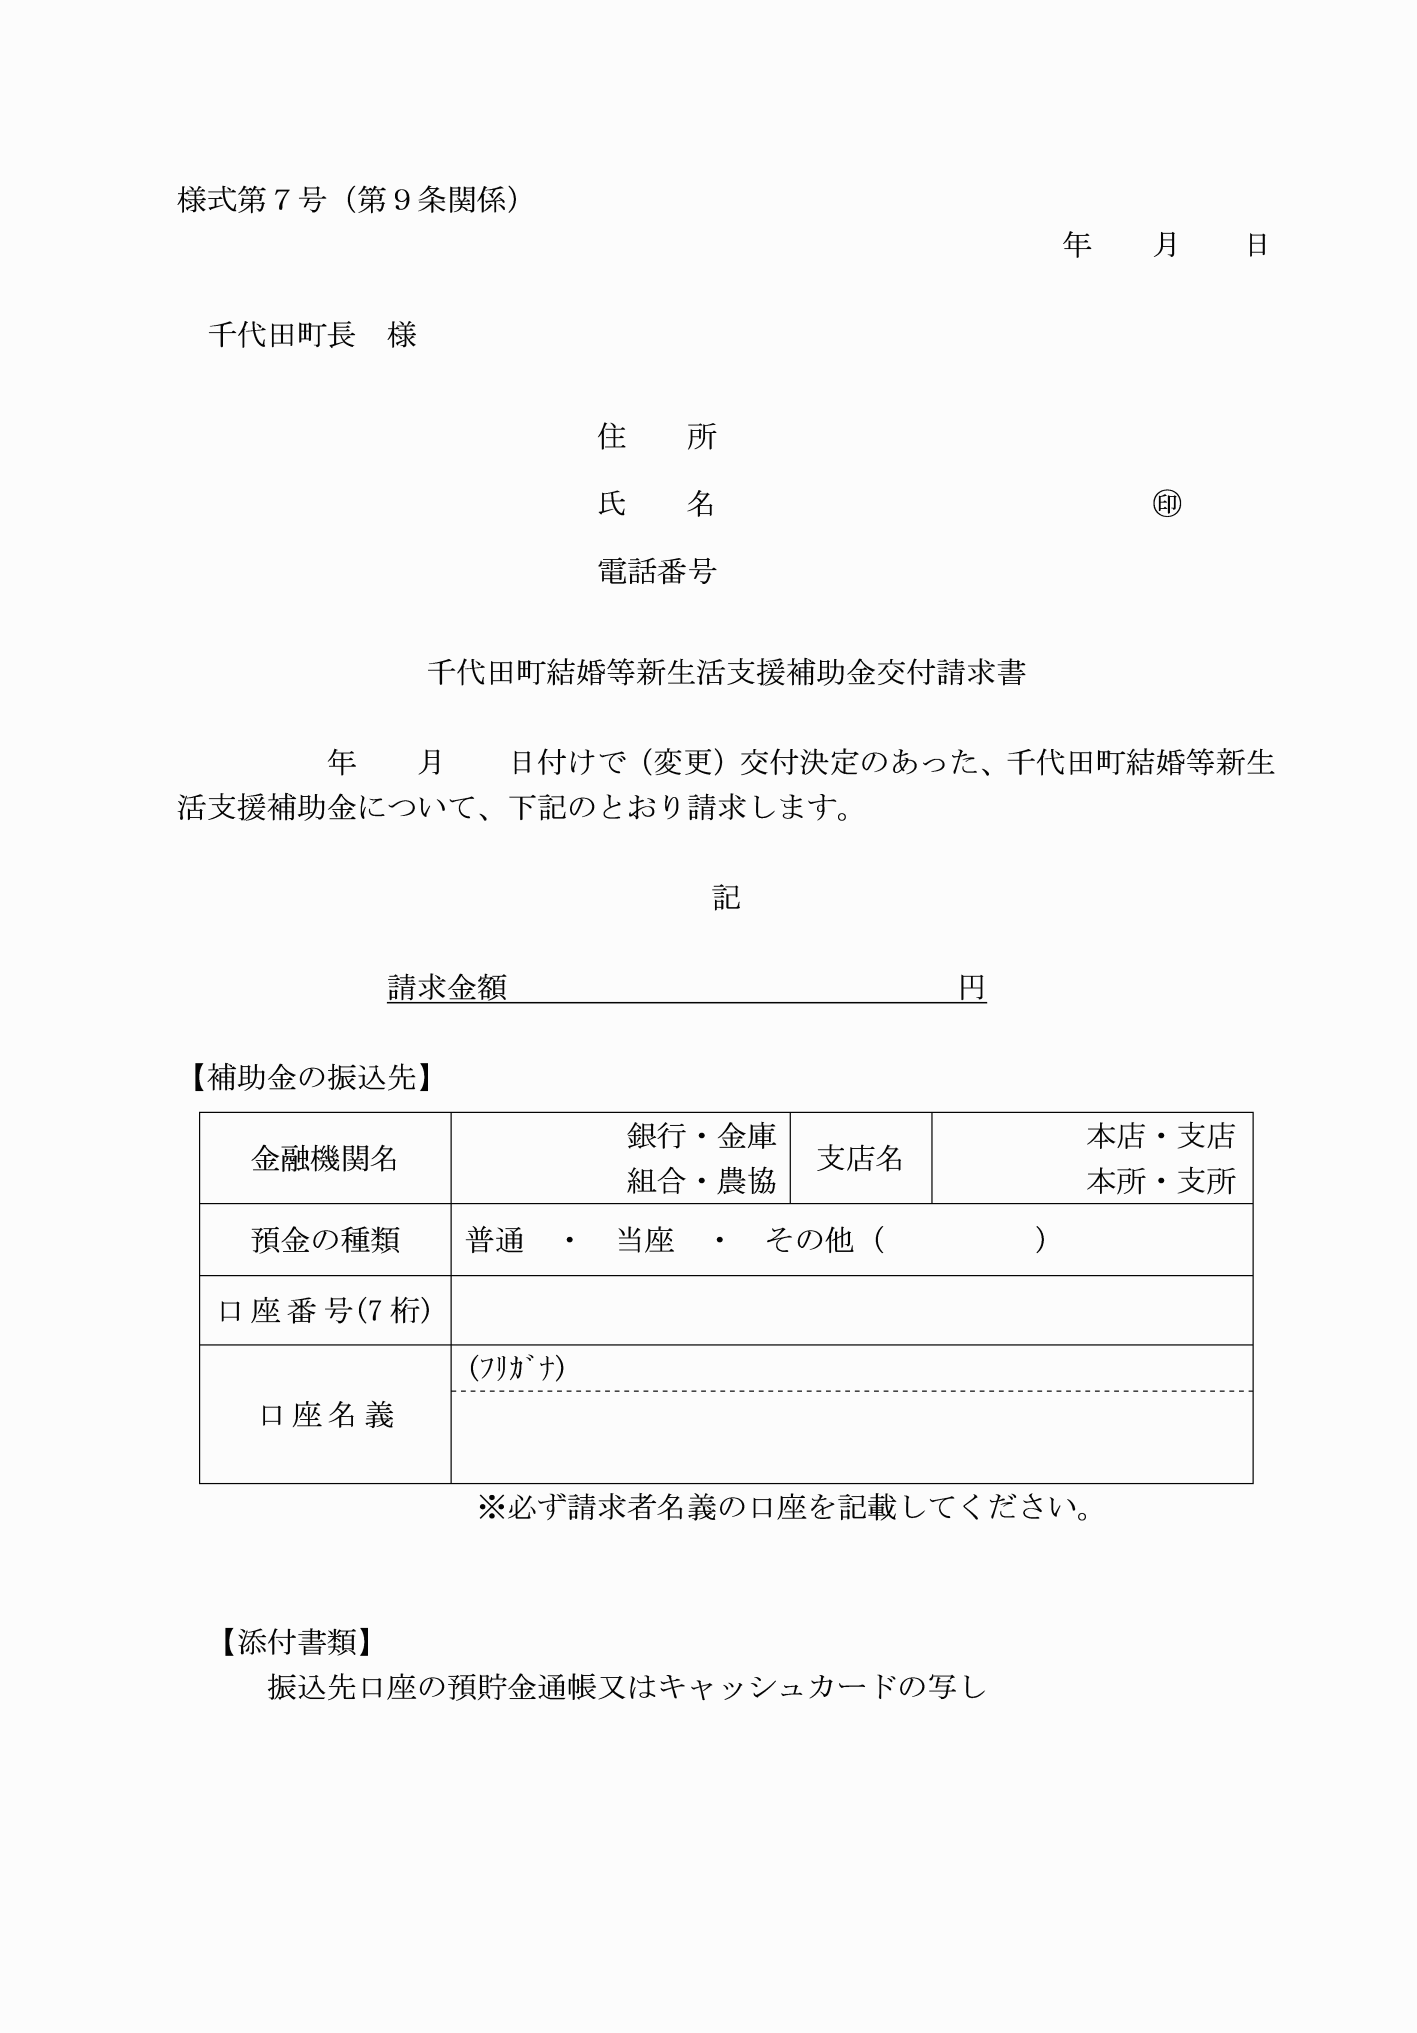 様式第７号（第９条関係）
年　　月　　日
千代田町長　様
住　　所
氏　　名　　　　　　　　　　　　　　　㊞
電話番号
千代田町結婚等新生活支援補助金交付請求書
年　　月　　日付けで（変更）交付決定のあった、千代田町結婚等新生
活支援補助金について、下記のとおり請求します。
記
請求金額　　　　　　　　　　　　　　　円
【補助金の振込先】
金融機関名
銀行・金庫
組合・農協
支店名
本店・支店
本所・支所
預金の種類
普通　・　当座　・　その他（　　　　　）
口座番号(7 桁)
口座名義
(ﾌﾘｶﾞﾅ)
※必ず請求者名義の口座を記載してください。
【添付書類】
振込先口座の預貯金通帳又はキャッシュカードの写し